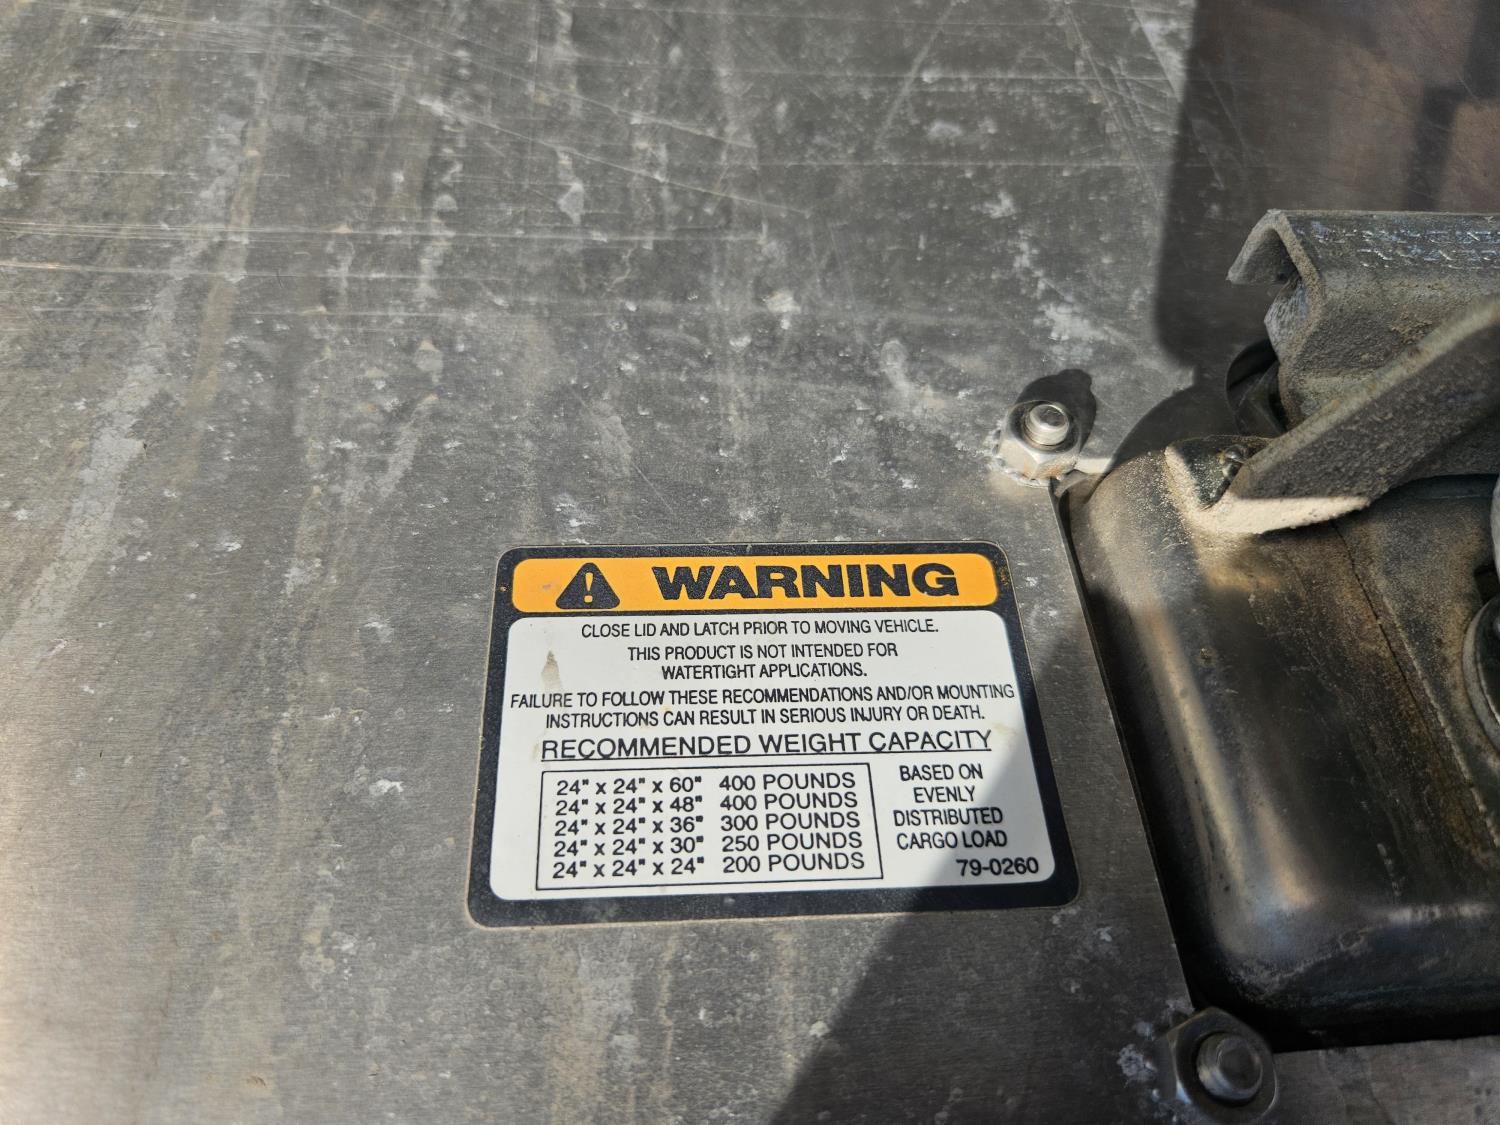 WARNING
CLOSE LID AND LATCH PRIOR TO MOVING VEHICLE.
THIS PRODUCT IS NOT INTENDED FOR
WATERTIGHT APPLICATIONS.
FAILURE TO FOLLOW THESE RECOMMENDATIONS AND/OR MOUNTING
INSTRUCTIONS CAN RESULT IN SERIOUS INJURY OR DEATH.
RECOMMENDED WEIGHT CAPACITY
24" x 24" x 60" 400 POUNDS
24" x 24" x 48" 400 POUNDS
24" x 24" x 36" 300 POUNDS
24" x 24" x 30" 250 POUNDS
24" x 24" x 24" 200 POUNDS
BASED ON
EVENLY
DISTRIBUTED
CARGO LOAD
79-0260